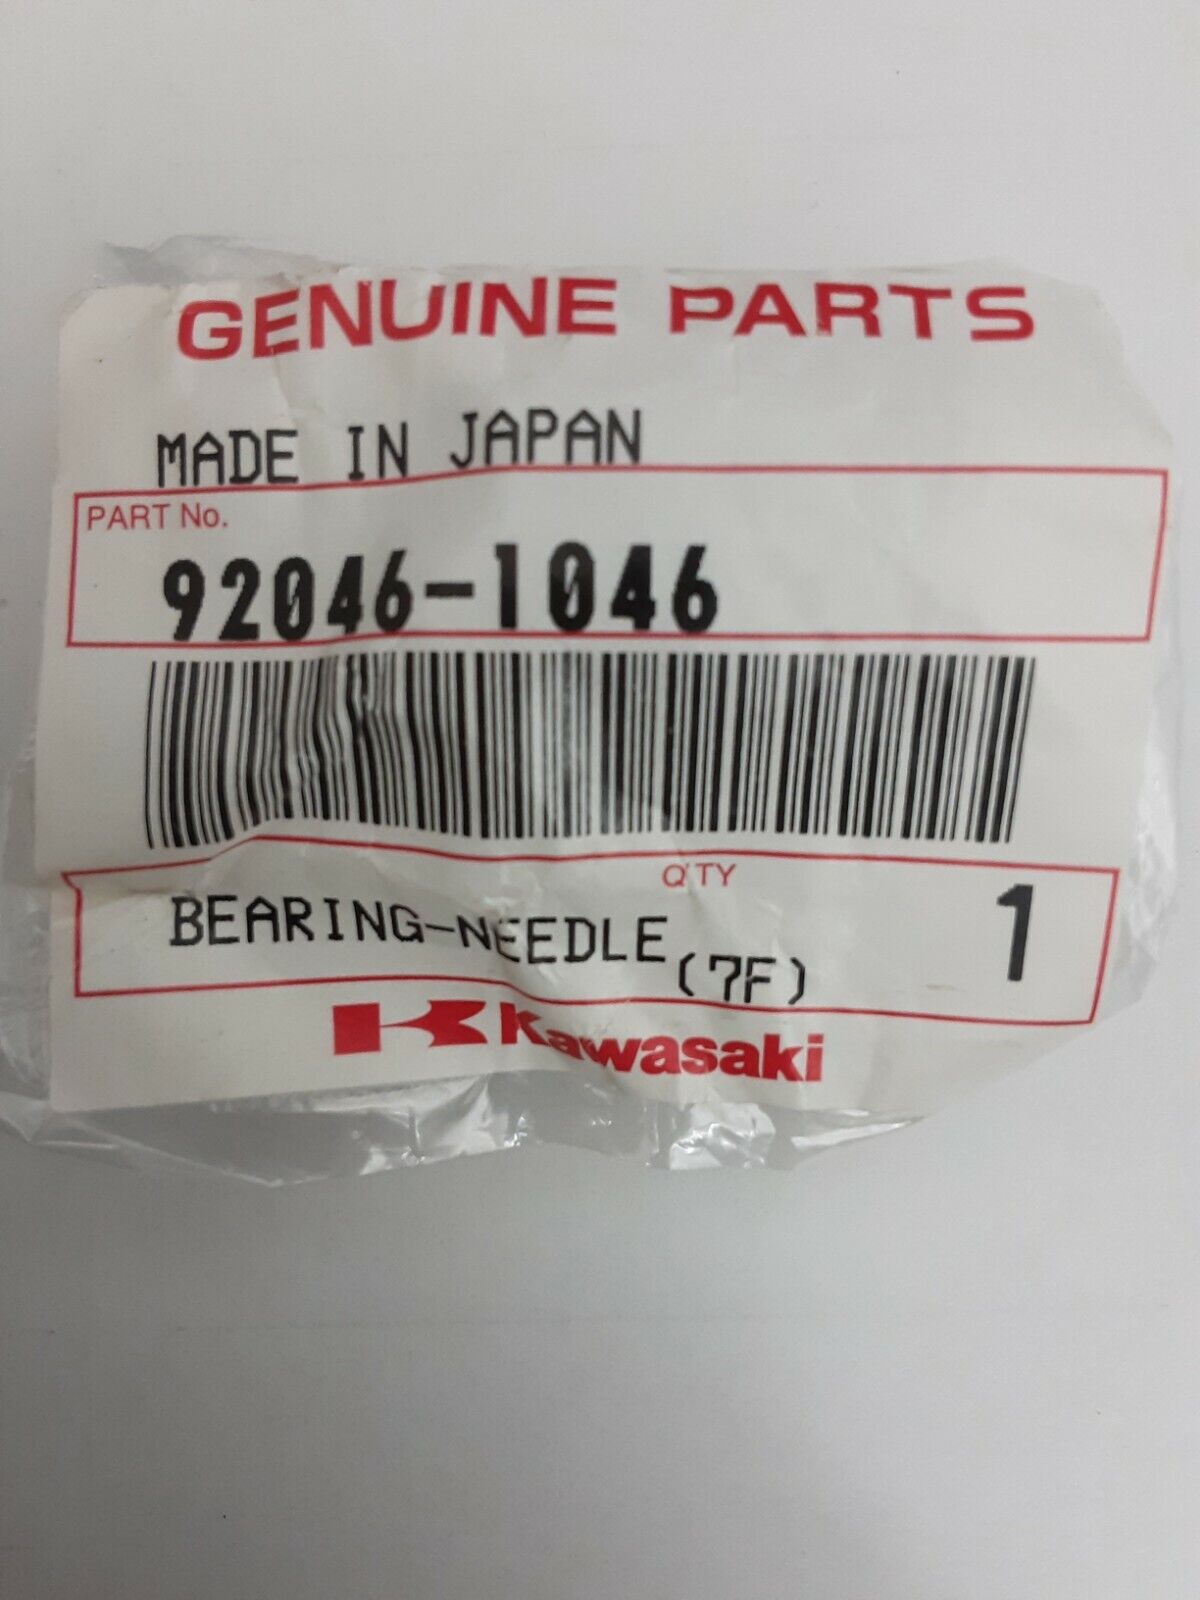 GENUINE PARTS
MADE IN JAPAN
PART No.
92046-1046
Q'TY
BEARING-NEEDLE (7F) 1
Kawasaki